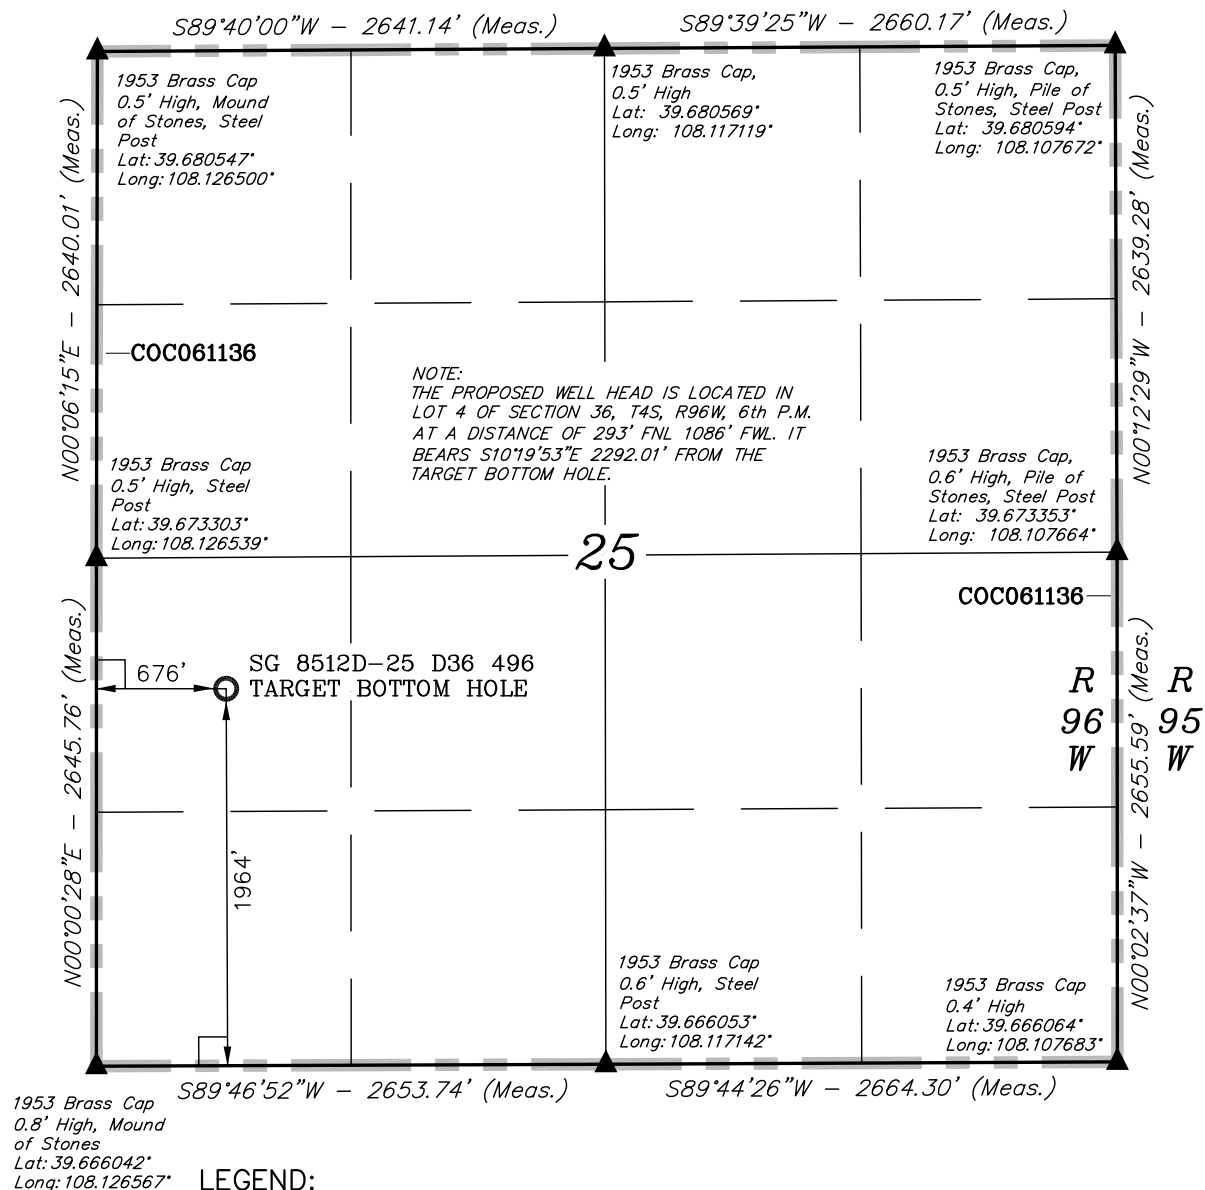 S89°40'00"W - 2641.14' (Meas.)
S89°39'25"W - 2660.17' (Meas.)
1953 Brass Cap
0.5' High, Mound
of Stones, Steel
Post
Lat: 39.680547°
Long: 108.126500°
1953 Brass Cap,
0.5' High
Lat: 39.680569°
Long: 108.117119°
1953 Brass Cap,
0.5' High, Pile of
Stones, Steel Post
Lat: 39.680594°
Long: 108.107672°
N00°06'15"E - 2640.01' (Meas.)
N00°12'29"W - 2639.28' (Meas.)
COC061136
NOTE:
THE PROPOSED WELL HEAD IS LOCATED IN
LOT 4 OF SECTION 36, T4S, R96W, 6th P.M.
AT A DISTANCE OF 293' FNL 1086' FWL. IT
BEARS S10°19'53"E 2292.01' FROM THE
TARGET BOTTOM HOLE.
1953 Brass Cap
0.5' High, Steel
Post
Lat: 39.673303°
Long: 108.126539°
1953 Brass Cap,
0.6' High, Pile of
Stones, Steel Post
Lat: 39.673353°
Long: 108.107664°
25
COC061136
676'
SG 8512D-25 D36 496
TARGET BOTTOM HOLE
R
96
W
R
95
W
N00°00'28"E - 2645.76' (Meas.)
1964'
N00°02'37"W - 2655.59' (Meas.)
1953 Brass Cap
0.6' High, Steel
Post
Lat: 39.666053°
Long: 108.117142°
1953 Brass Cap
0.4' High
Lat: 39.666064°
Long: 108.107683°
S89°46'52"W - 2653.74' (Meas.)
S89°44'26"W - 2664.30' (Meas.)
1953 Brass Cap
0.8' High, Mound
of Stones
Lat: 39.666042°
Long: 108.126567°
LEGEND: